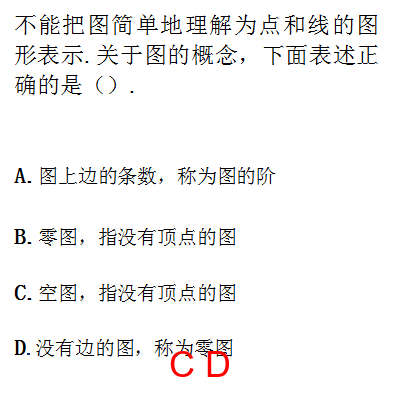 不能把图简单地理解为点和线的图
形表示.关于图的概念，下面表述正
确的是（）.
A. 图上边的条数，称为图的阶
B. 零图，指没有顶点的图
C. 空图，指没有顶点的图
D. 没有边的图，称为零图
C D